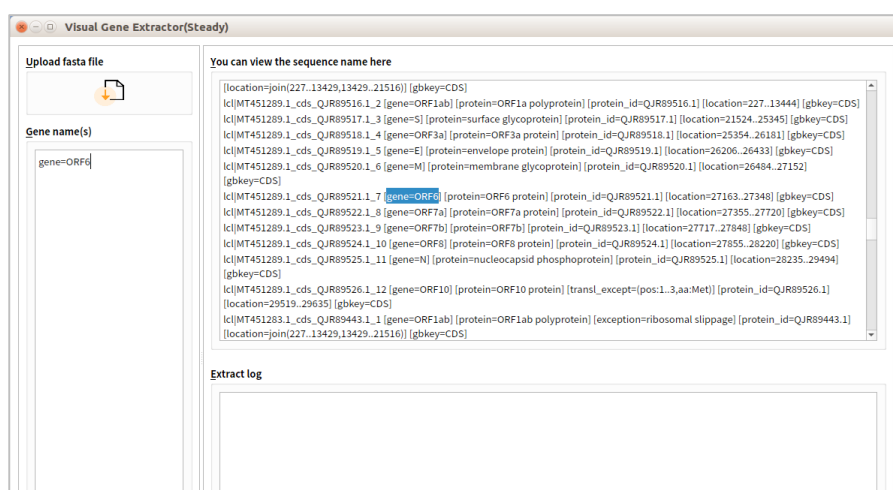 Visual Gene Extractor(Steady)
Upload fasta file
Gene name(s)
gene=ORF6
You can view the sequence name here
[location=join(227..13429,13429..21516)] [gbkey=CDS]
lcl|MT451289.1_cds_QJR89516.1_2 [gene=ORF1ab] [protein=ORF1a polyprotein] [protein_id=QJR89516.1] [location=227..13444] [gbkey=CDS]
lcl|MT451289.1_cds_QJR89517.1_3 [gene=S] [protein=surface glycoprotein] [protein_id=QJR89517.1] [location=21524..25345] [gbkey=CDS]
lcl|MT451289.1_cds_QJR89518.1_4 [gene=ORF3a] [protein=ORF3a protein] [protein_id=QJR89518.1] [location=25354..26181] [gbkey=CDS]
lcl|MT451289.1_cds_QJR89519.1_5 [gene=E] [protein=envelope protein] [protein_id=QJR89519.1] [location=26206..26433] [gbkey=CDS]
lcl|MT451289.1_cds_QJR89520.1_6 [gene=M] [protein=membrane glycoprotein] [protein_id=QJR89520.1] [location=26484..27152]
[gbkey=CDS]
lcl|MT451289.1_cds_QJR89521.1_7 [gene=ORF6] [protein=ORF6 protein] [protein_id=QJR89521.1] [location=27163..27348] [gbkey=CDS]
lcl|MT451289.1_cds_QJR89522.1_8 [gene=ORF7a] [protein=ORF7a protein] [protein_id=QJR89522.1] [location=27355..27720] [gbkey=CDS]
lcl|MT451289.1_cds_QJR89523.1_9 [gene=ORF7b] [protein=ORF7b] [protein_id=QJR89523.1] [location=27717..27848] [gbkey=CDS]
lcl|MT451289.1_cds_QJR89524.1_10 [gene=ORF8] [protein=ORF8 protein] [protein_id=QJR89524.1] [location=27855..28220] [gbkey=CDS]
lcl|MT451289.1_cds_QJR89525.1_11 [gene=N] [protein=nucleocapsid phosphoprotein] [protein_id=QJR89525.1] [location=28235..29494]
[gbkey=CDS]
lcl|MT451289.1_cds_QJR89526.1_12 [gene=ORF10] [protein=ORF10 protein] [transl_except=(pos:1..3,aa:Met)] [protein_id=QJR89526.1]
[location=29519..29635] [gbkey=CDS]
lcl|MT451283.1_cds_QJR89443.1_1 [gene=ORF1ab] [protein=ORF1ab polyprotein] [exception=ribosomal slippage] [protein_id=QJR89443.1]
[location=join(227..13429,13429..21516)] [gbkey=CDS]
Extract log